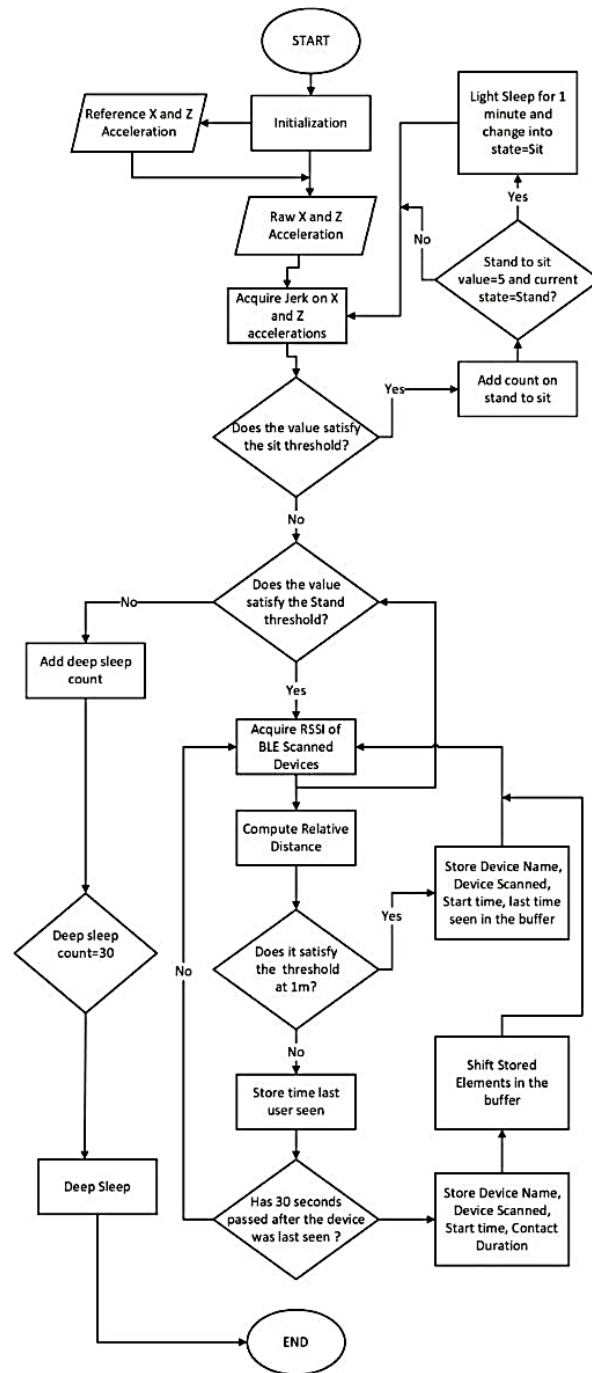 START
Reference X and Z
Acceleration
Initialization
Light Sleep for 1
minute and
change into
state=Sit
Raw X and Z
Acceleration
Yes
No
Stand to sit
value=5 and current
state=Stand?
Acquire Jerk on X
and Z
accelerations
Yes
Add count on
stand to sit
Does the value satisfy
the sit threshold?
No
Does the value
satisfy the Stand
threshold?
No
Add deep sleep
count
Yes
Acquire RSSI of
BLE Scanned
Devices
Compute Relative
Distance
Store Device Name,
Device Scanned,
Start time, last time
seen in the buffer
Yes
Does it satisfy
the threshold
at 1m?
Deep sleep
count=30
No
No
Shift Stored
Elements in the
buffer
Store time last
user seen
Deep Sleep
Has 30 seconds
passed after the device
was last seen ?
Store Device Name,
Device Scanned,
Start time, Contact
Duration
END